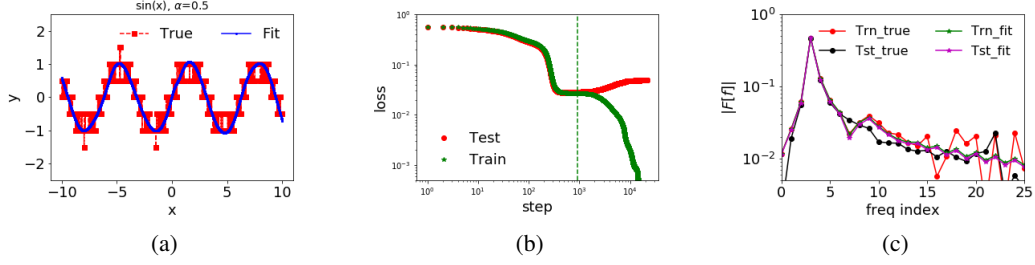 sin(x), α=0.5
True
Fit
2
1
0
−1
−2
y
−10
−5
0
5
10
x
(a)
10⁰
10⁻¹
10⁻²
10⁻³
loss
Test
Train
10⁰
10¹
10²
10³
10⁴
step
(b)
Trn_true
Trn_fit
Tst_true
Tst_fit
10⁰
10⁻¹
10⁻²
|F[f]|
0
5
10
15
20
25
freq index
(c)